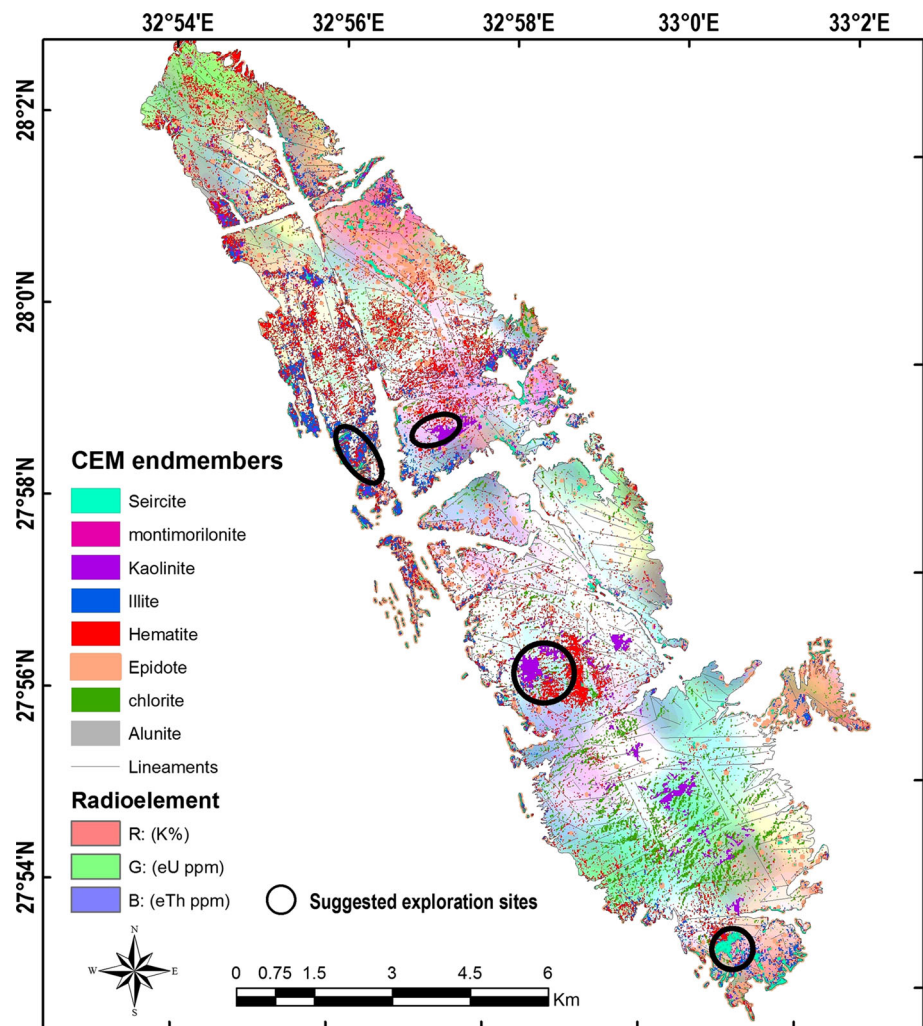 32°54'E 32°56'E 32°58'E 33°0'E 33°2'E
28°2'N
28°0'N
27°58'N
27°56'N
27°54'N
CEM endmembers
Seircite
montimorilonite
Kaolinite
Illite
Hematite
Epidote
chlorite
Alunite
Lineaments
Radioelement
R: (K%)
G: (eU ppm)
B: (eTh ppm)
Suggested exploration sites
N
W E
S
0 0.75 1.5 3 4.5 6
Km